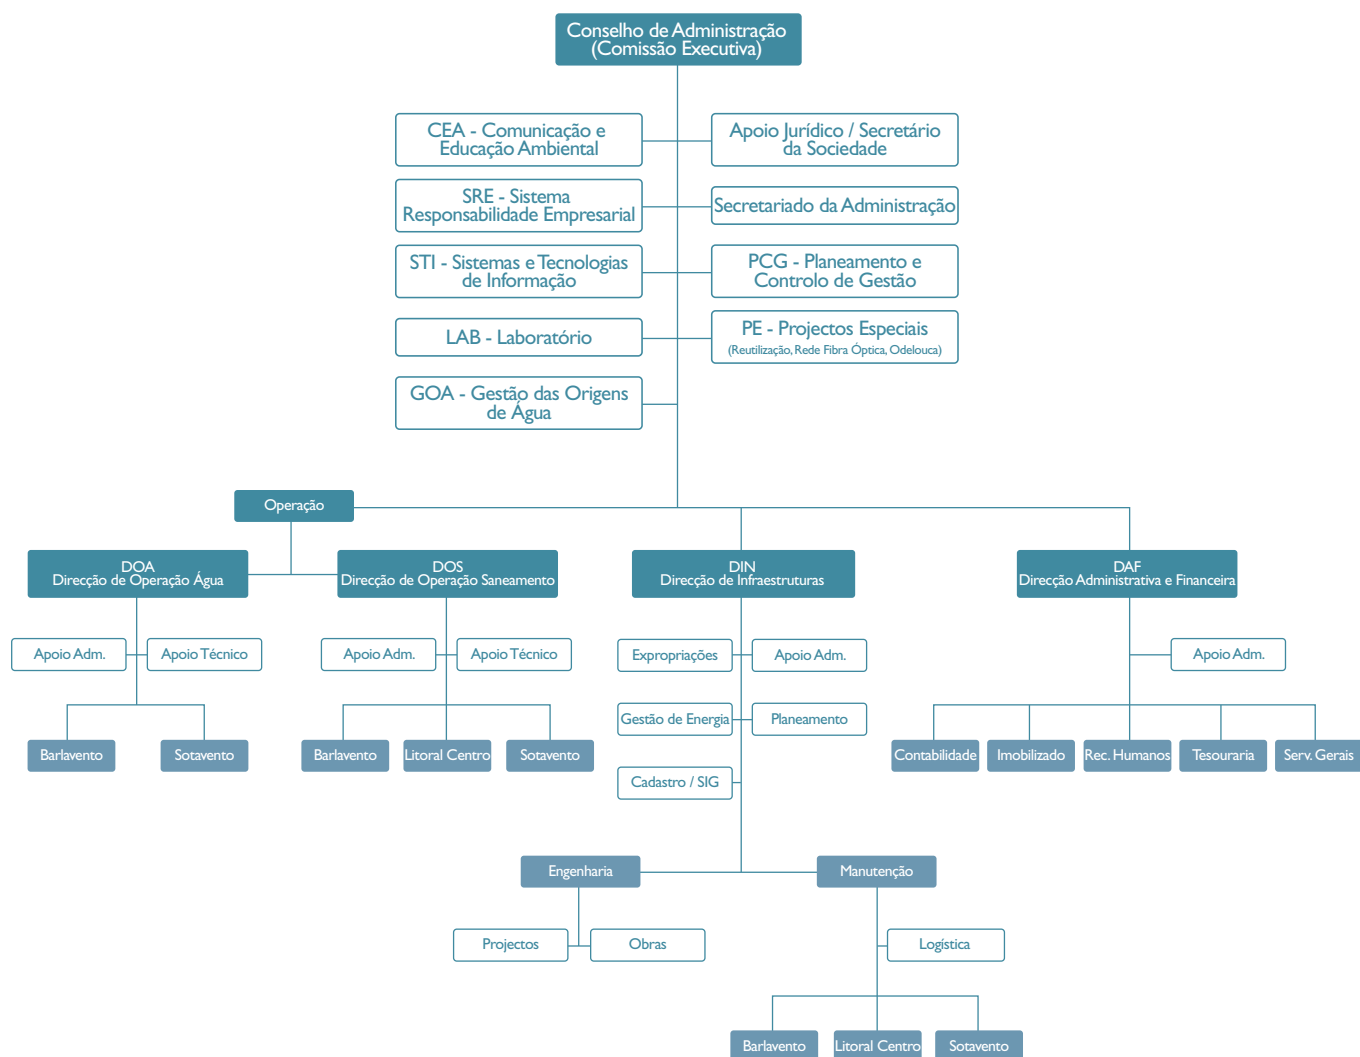 Conselho de Administração
(Comissão Executiva)
CEA - Comunicação e
Educação Ambiental
Apoio Jurídico / Secretário
da Sociedade
SRE - Sistema
Responsabilidade Empresarial
Secretariado da Administração
STI - Sistemas e Tecnologias
de Informação
PCG - Planeamento e
Controlo de Gestão
LAB - Laboratório
PE - Projectos Especiais
(Reutilização, Rede Fibra Óptica, Odelouca)
GOA - Gestão das Origens
de Água
Operação
DOA
Direcção de Operação Água
DOS
Direcção de Operação Saneamento
DIN
Direcção de Infraestruturas
DAF
Direcção Administrativa e Financeira
Apoio Adm.
Apoio Técnico
Apoio Adm.
Apoio Técnico
Expropriações
Apoio Adm.
Apoio Adm.
Gestão de Energia
Planeamento
Barlavento
Sotavento
Barlavento
Litoral Centro
Sotavento
Contabilidade
Imobilizado
Rec. Humanos
Tesouraria
Serv. Gerais
Cadastro / SIG
Engenharia
Manutenção
Projectos
Obras
Logística
Barlavento
Litoral Centro
Sotavento